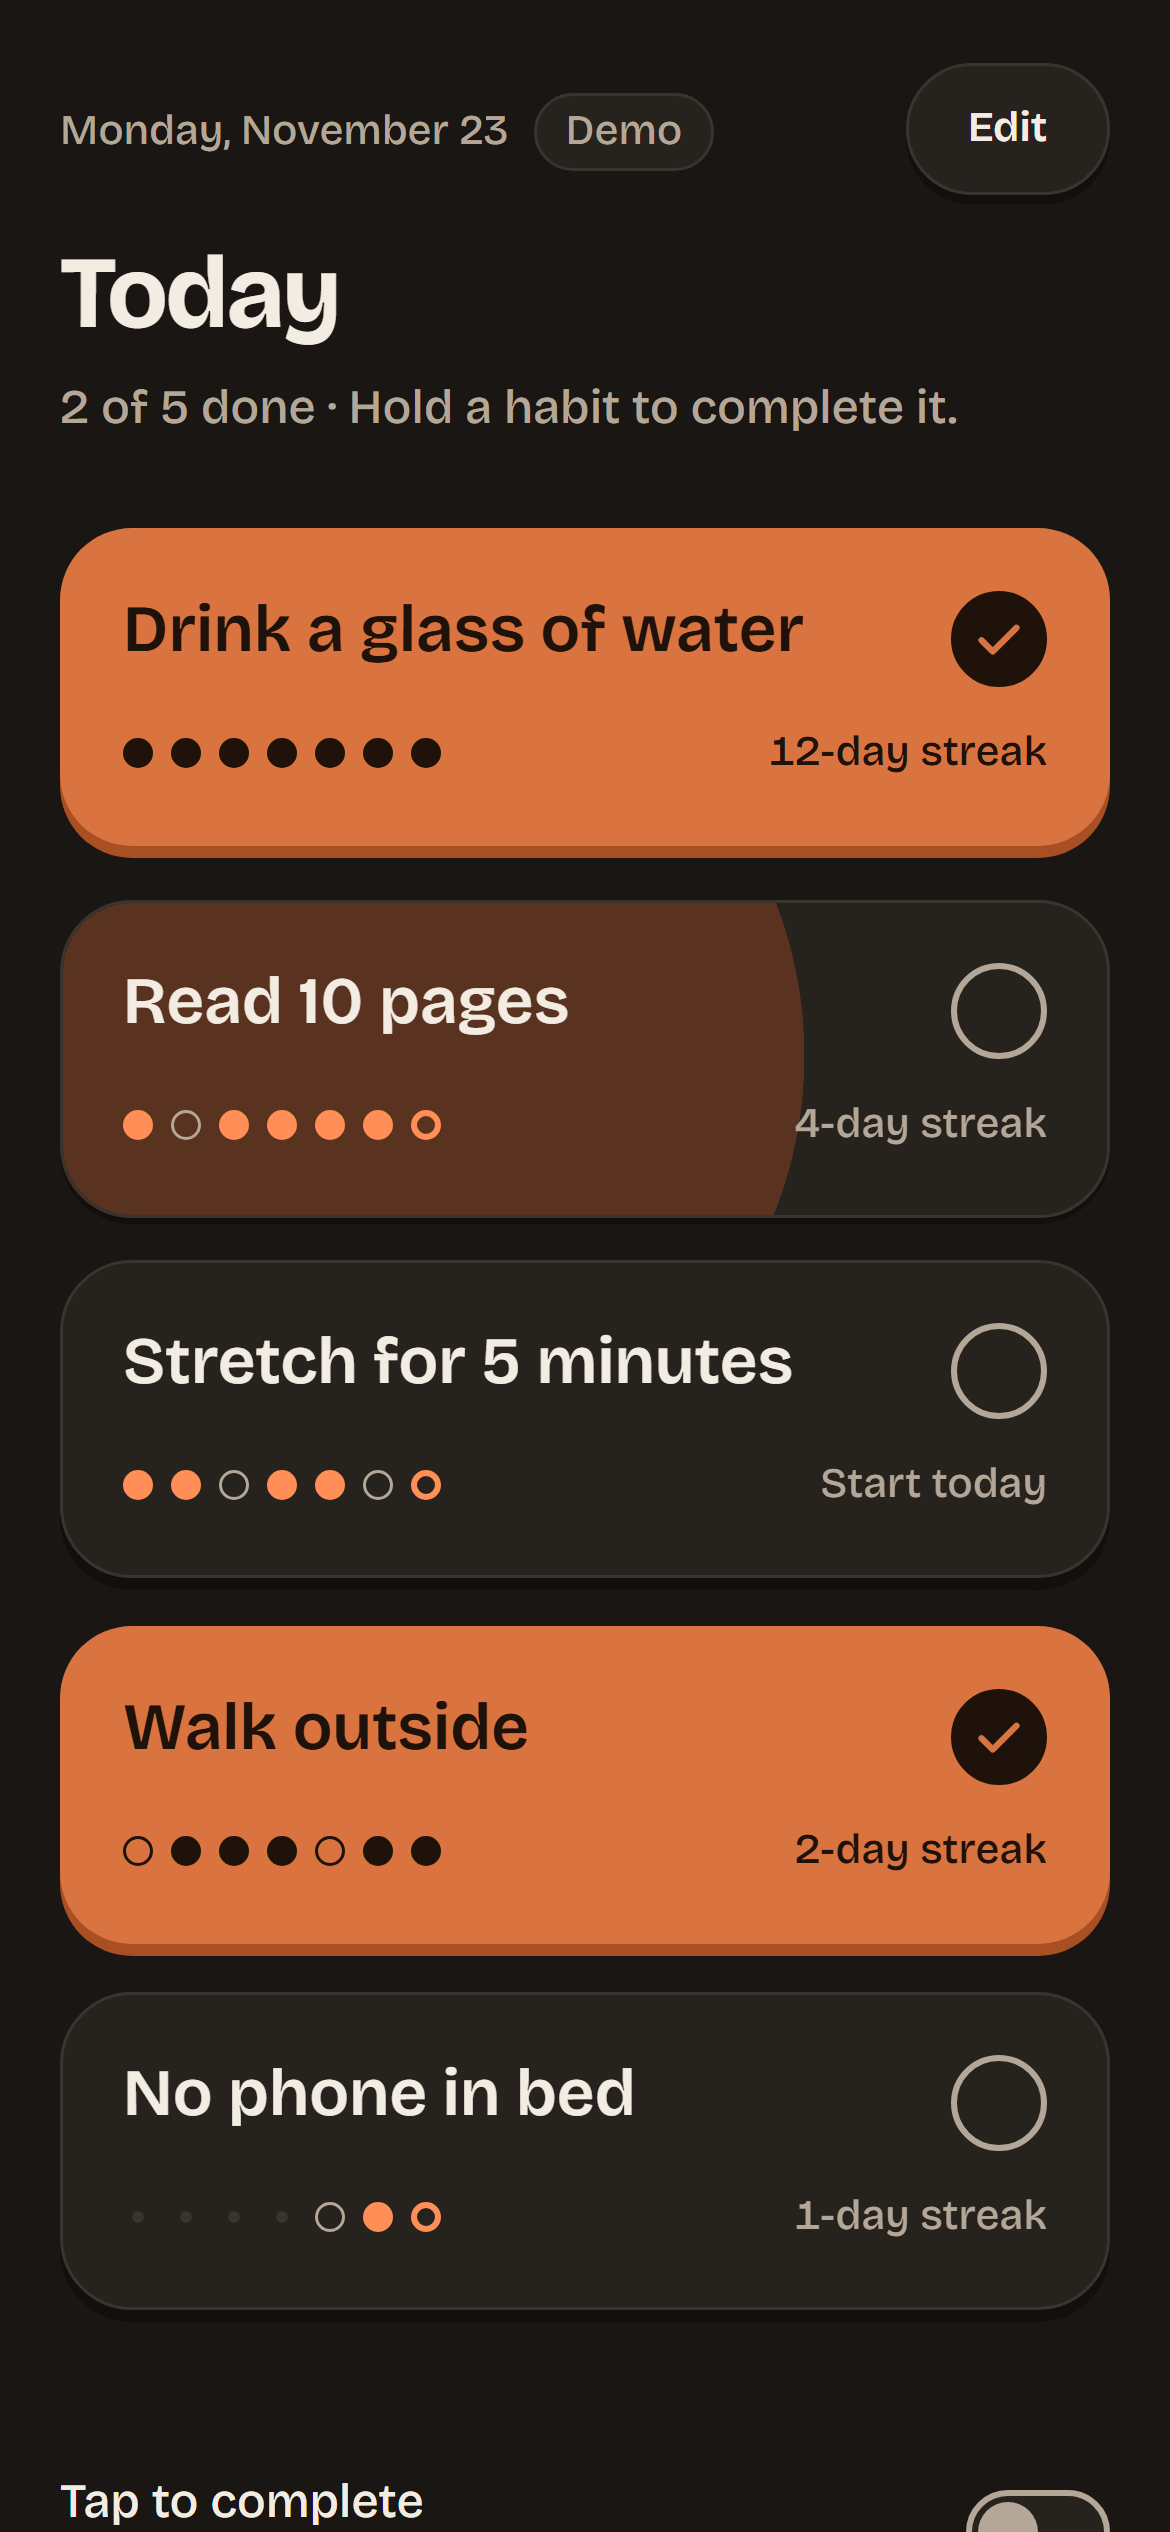 Monday, November 23 Demo Edit
Today
2 of 5 done · Hold a habit to complete it.
Drink a glass of water
12-day streak
Read 10 pages
4-day streak
Stretch for 5 minutes
Start today
Walk outside
2-day streak
No phone in bed
1-day streak
Tap to complete